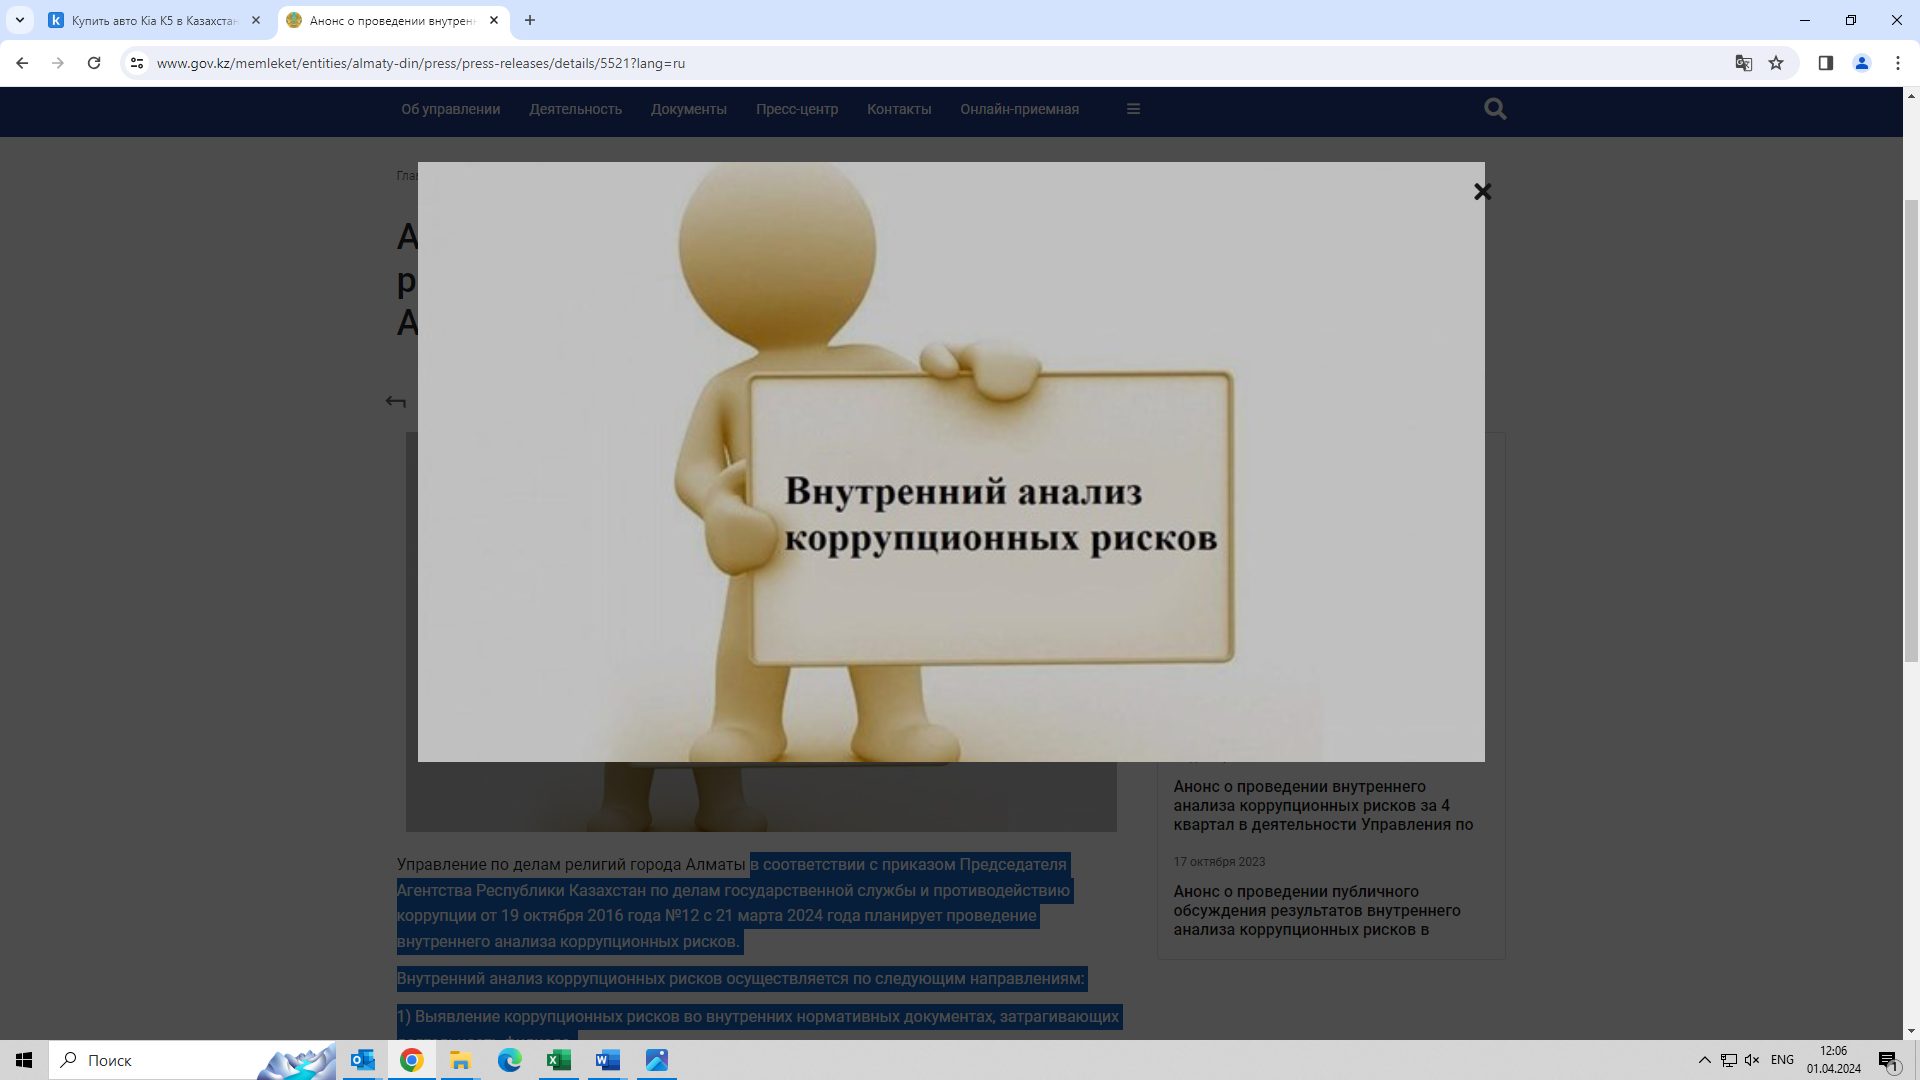 Купить авто Kia K5 в Казахстан
Анонс о проведении внутрен
www.gov.kz/memleket/entities/almaty-din/press/press-releases/details/5521?lang=ru
Об управлении Деятельность Документы Пресс-центр Контакты Онлайн-приемная
Внутренний анализ
коррупционных рисков
Анонс о проведении внутреннего
анализа коррупционных рисков за 4
квартал в деятельности Управления по
17 октября 2023
Анонс о проведении публичного
обсуждения результатов внутреннего
анализа коррупционных рисков в
Управление по делам религий города Алматы в соответствии с приказом Председателя
Агентства Республики Казахстан по делам государственной службы и противодействию
коррупции от 19 октября 2016 года №12 с 21 марта 2024 года планирует проведение
внутреннего анализа коррупционных рисков.
Внутренний анализ коррупционных рисков осуществляется по следующим направлениям:
1) Выявление коррупционных рисков во внутренних нормативных документах, затрагивающих
Поиск
ENG
12:06
01.04.2024
1